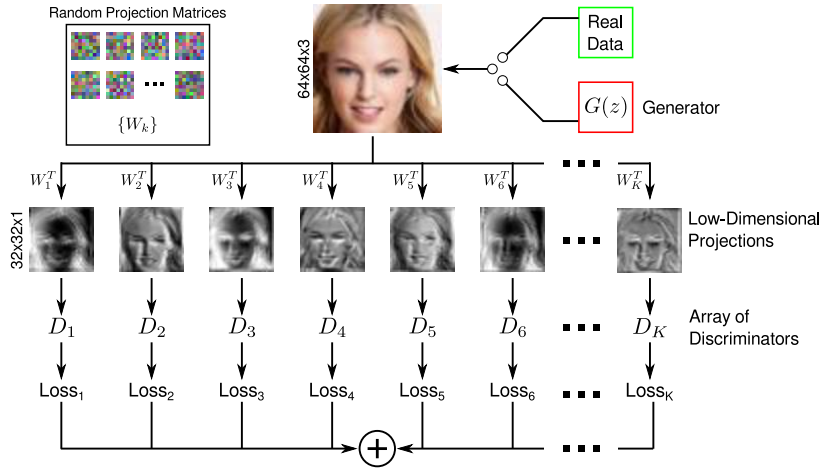 Random Projection Matrices
{W_k}
64x64x3
Real
Data
G(z)
Generator
W_1^T W_2^T W_3^T W_4^T W_5^T W_6^T W_K^T
32x32x1
Low-Dimensional
Projections
D_1 D_2 D_3 D_4 D_5 D_6 D_K
Array of
Discriminators
Loss_1 Loss_2 Loss_3 Loss_4 Loss_5 Loss_6 Loss_K
+